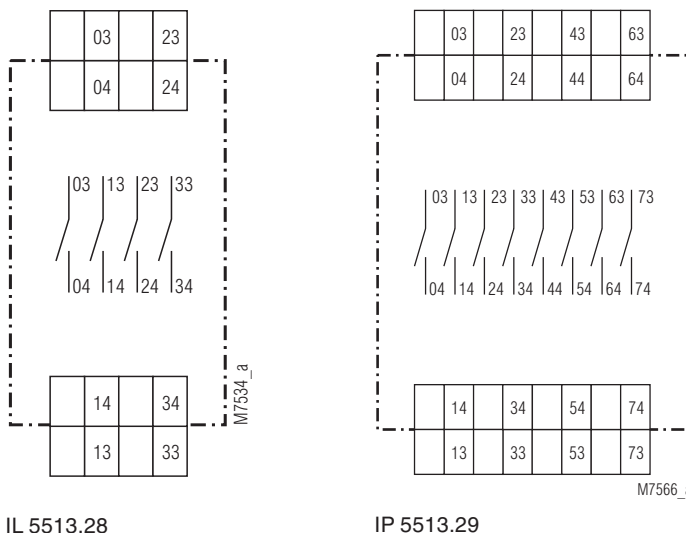 03 23
04 24
03 13 23 33
04 14 24 34
14 34
13 33
M7534_a
IL 5513.28
03 23 43 63
04 24 44 64
03 13 23 33 43 53 63 73
04 14 24 34 44 54 64 74
14 34 54 74
13 33 53 73
M7566_
IP 5513.29